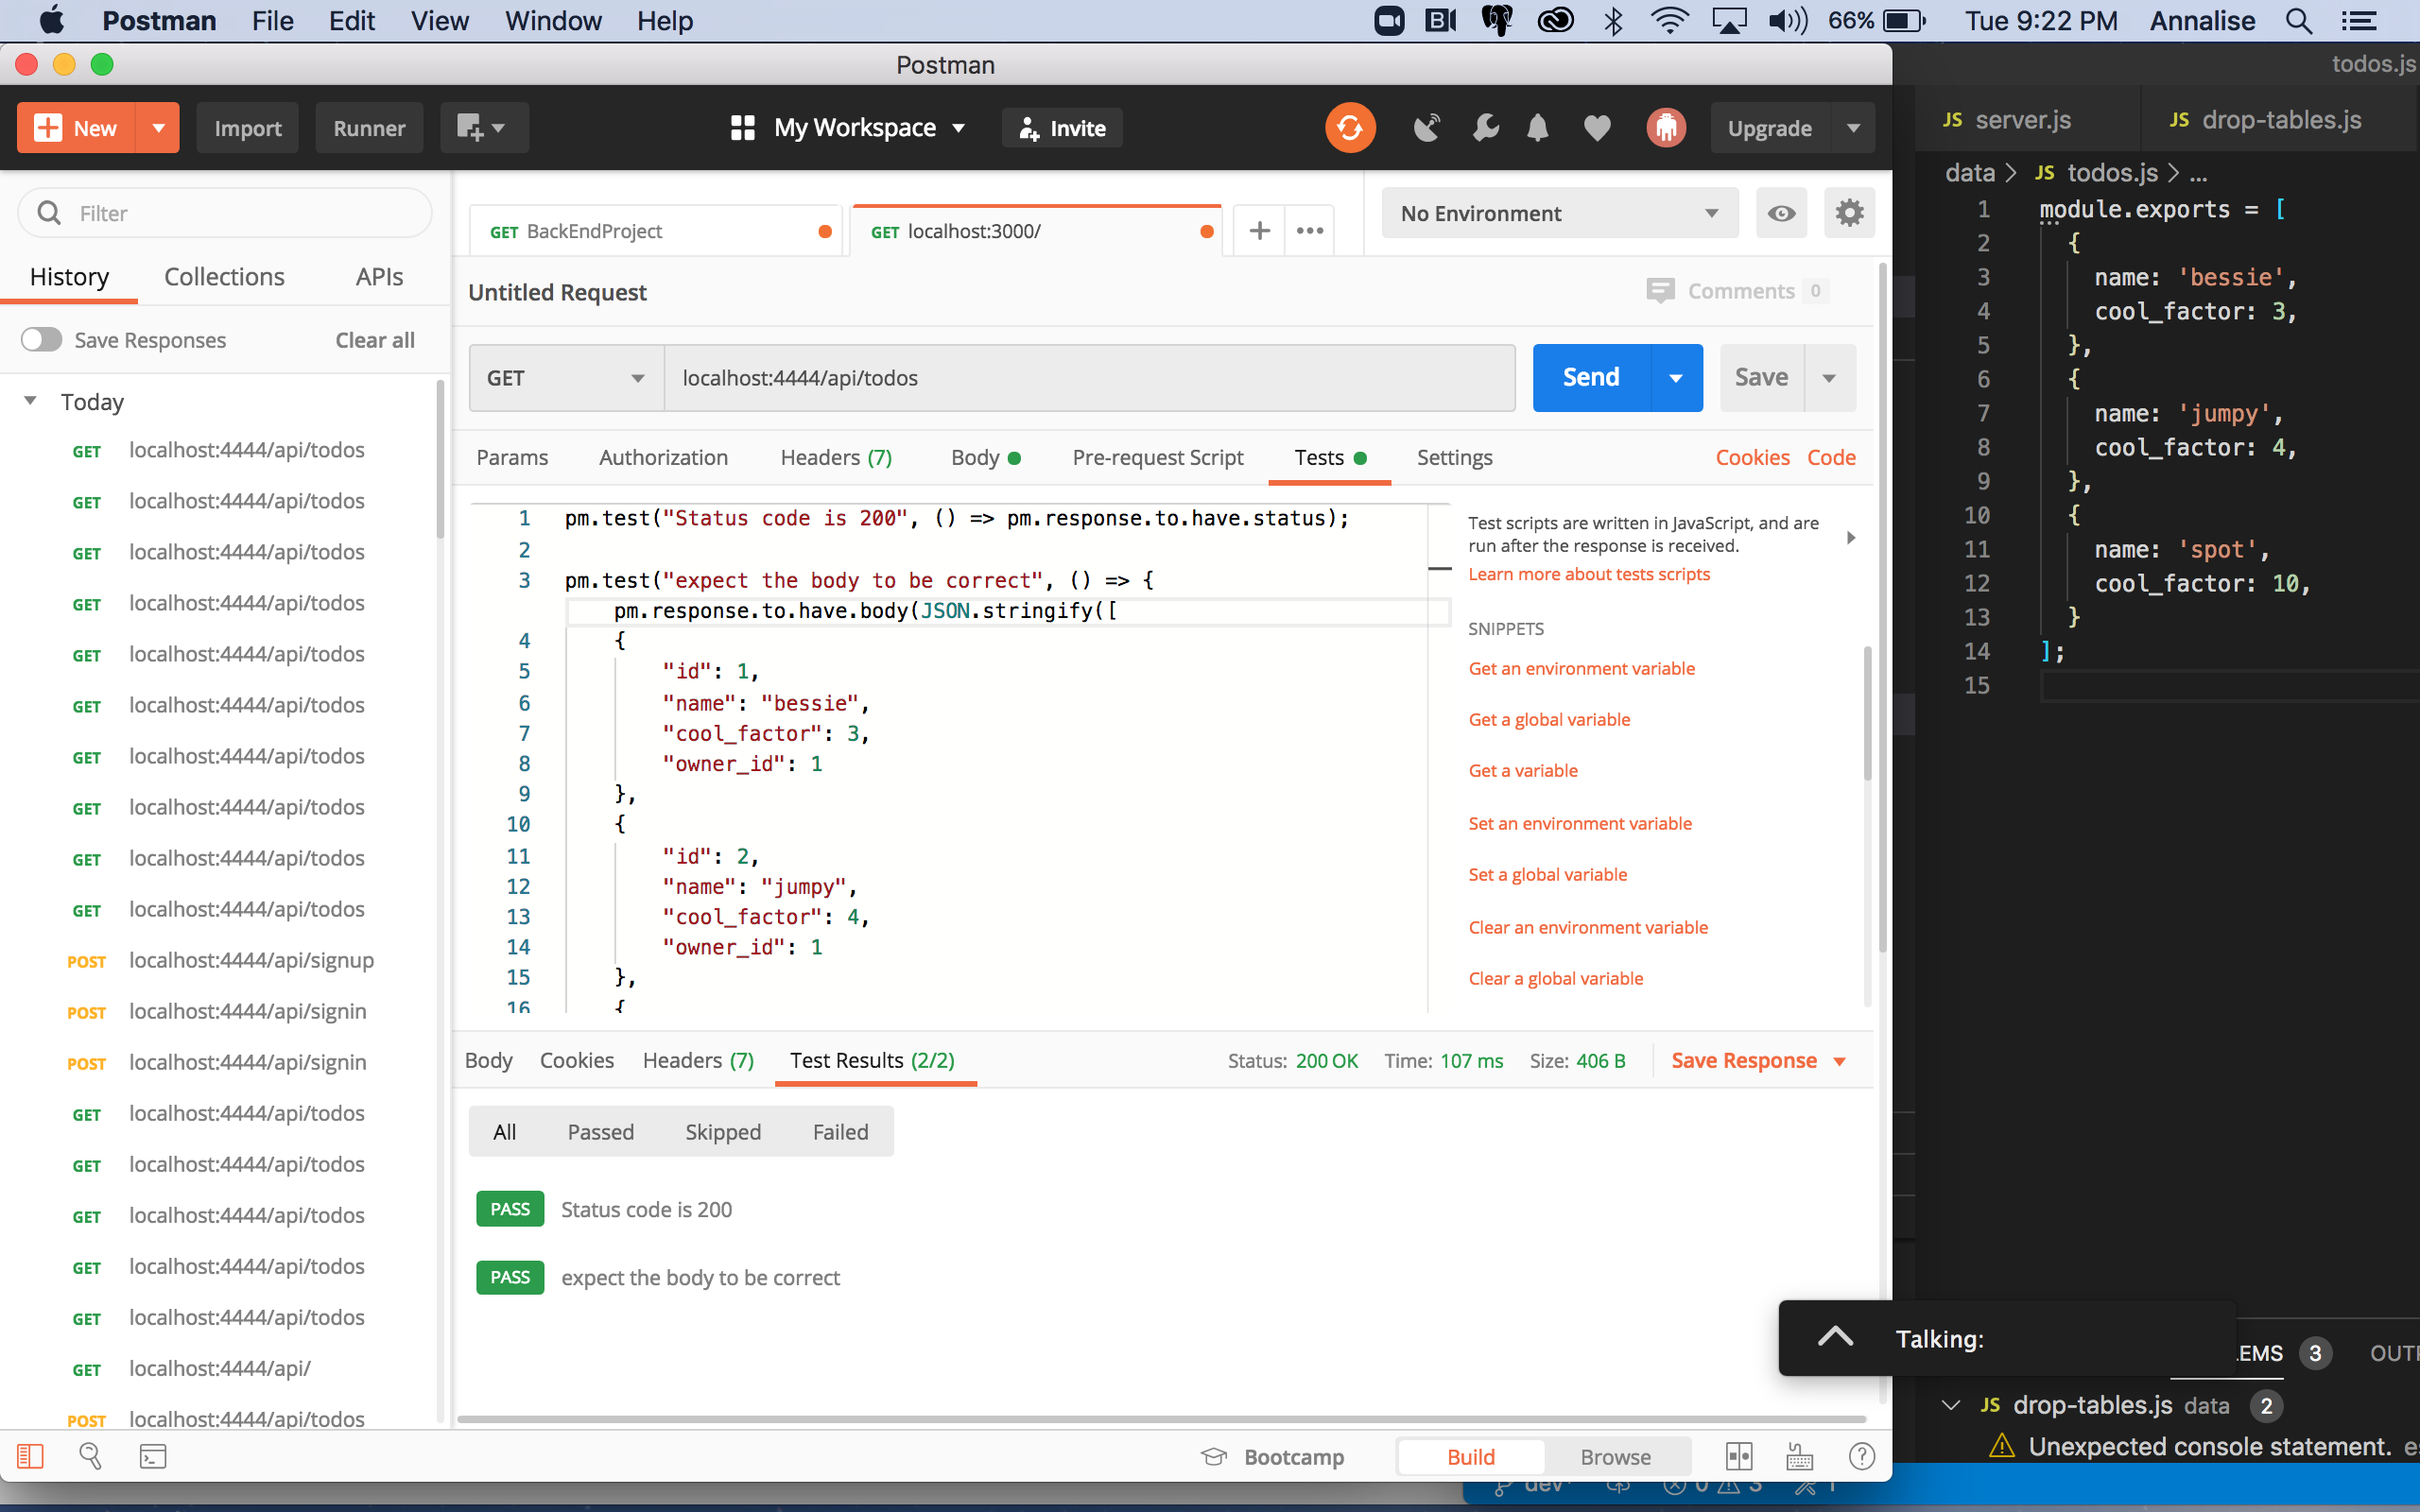 Postman File Edit View Window Help 66% Tue 9:22 PM Annalise
Postman
New Import Runner My Workspace Invite Upgrade
Filter
History Collections APIs
Save Responses Clear all
Today
GET localhost:4444/api/todos
GET localhost:4444/api/todos
GET localhost:4444/api/todos
GET localhost:4444/api/todos
GET localhost:4444/api/todos
GET localhost:4444/api/todos
GET localhost:4444/api/todos
GET localhost:4444/api/todos
GET localhost:4444/api/todos
GET localhost:4444/api/todos
POST localhost:4444/api/signup
POST localhost:4444/api/signin
POST localhost:4444/api/signin
GET localhost:4444/api/todos
GET localhost:4444/api/todos
GET localhost:4444/api/todos
GET localhost:4444/api/todos
GET localhost:4444/api/todos
GET localhost:4444/api/
POST localhost:4444/api/todos
GET BackEndProject GET localhost:3000/ No Environment
Untitled Request Comments 0
GET localhost:4444/api/todos Send Save
Params Authorization Headers (7) Body Pre-request Script Tests Settings Cookies Code
1 pm.test("Status code is 200", () => pm.response.to.have.status);
2
3 pm.test("expect the body to be correct", () => {
pm.response.to.have.body(JSON.stringify([
4 {
5 "id": 1,
6 "name": "bessie",
7 "cool_factor": 3,
8 "owner_id": 1
9 },
10 {
11 "id": 2,
12 "name": "jumpy",
13 "cool_factor": 4,
14 "owner_id": 1
15 },
16 {
Test scripts are written in JavaScript, and are
run after the response is received.
Learn more about tests scripts
SNIPPETS
Get an environment variable
Get a global variable
Get a variable
Set an environment variable
Set a global variable
Clear an environment variable
Clear a global variable
Body Cookies Headers (7) Test Results (2/2) Status: 200 OK Time: 107 ms Size: 406 B Save Response
All Passed Skipped Failed
PASS Status code is 200
PASS expect the body to be correct
Bootcamp Build Browse
todos.js
JS server.js JS drop-tables.js
data > JS todos.js > ...
1 module.exports = [
2 {
3 name: 'bessie',
4 cool_factor: 3,
5 },
6 {
7 name: 'jumpy',
8 cool_factor: 4,
9 },
10 {
11 name: 'spot',
12 cool_factor: 10,
13 }
14 ];
15
Talking:
LEMS 3 OUTP
JS drop-tables.js data 2
Unexpected console statement. es
dev 0 3 1